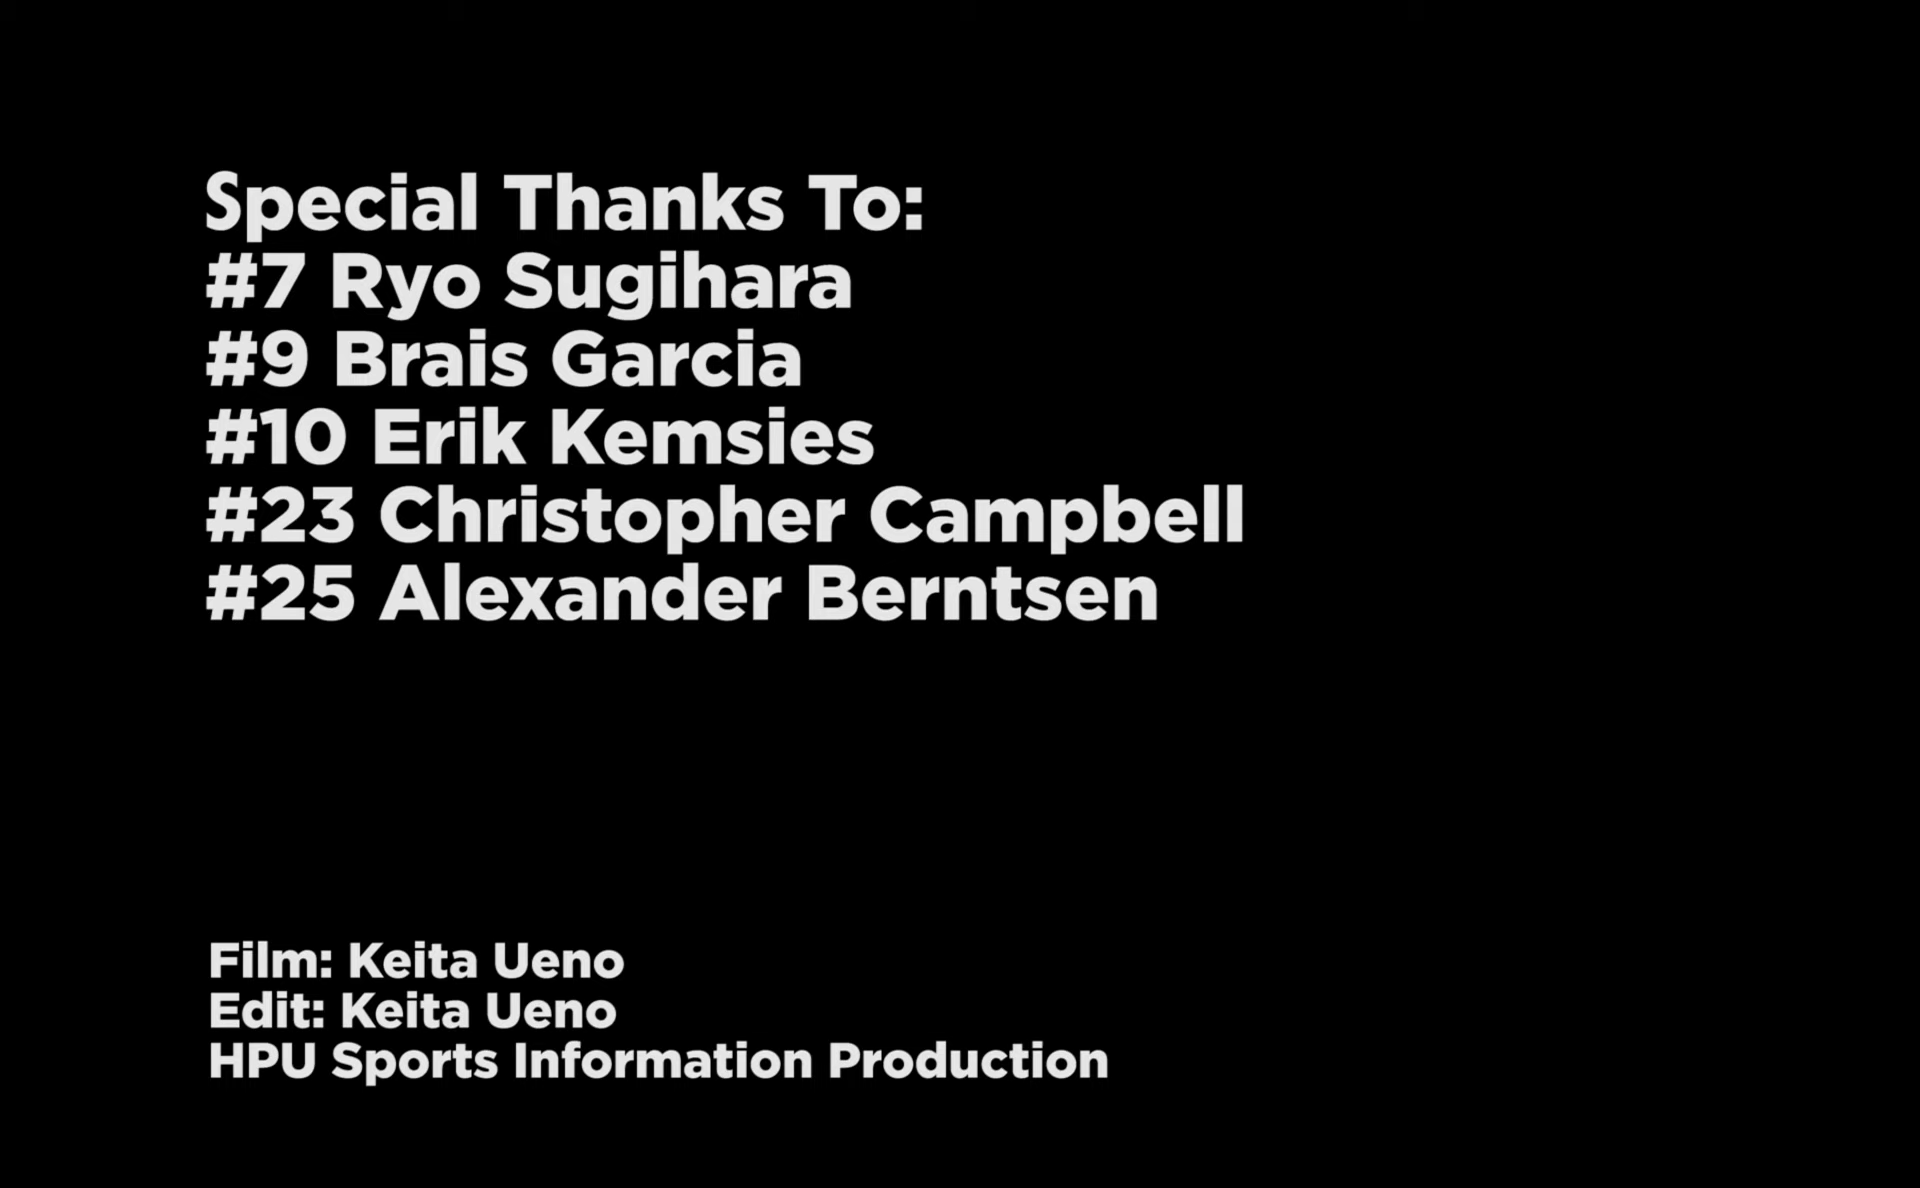 Special Thanks To:
#7 Ryo Sugihara
#9 Brais Garcia
#10 Erik Kemsies
#23 Christopher Campbell
#25 Alexander Berntsen
Film: Keita Ueno
Edit: Keita Ueno
HPU Sports Information Production